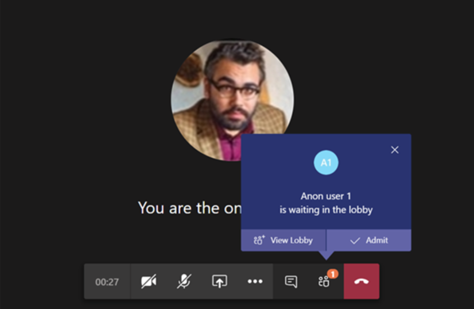 A1
Anon user 1
is waiting in the lobby
You are the on
View Lobby
Admit
00:27
1